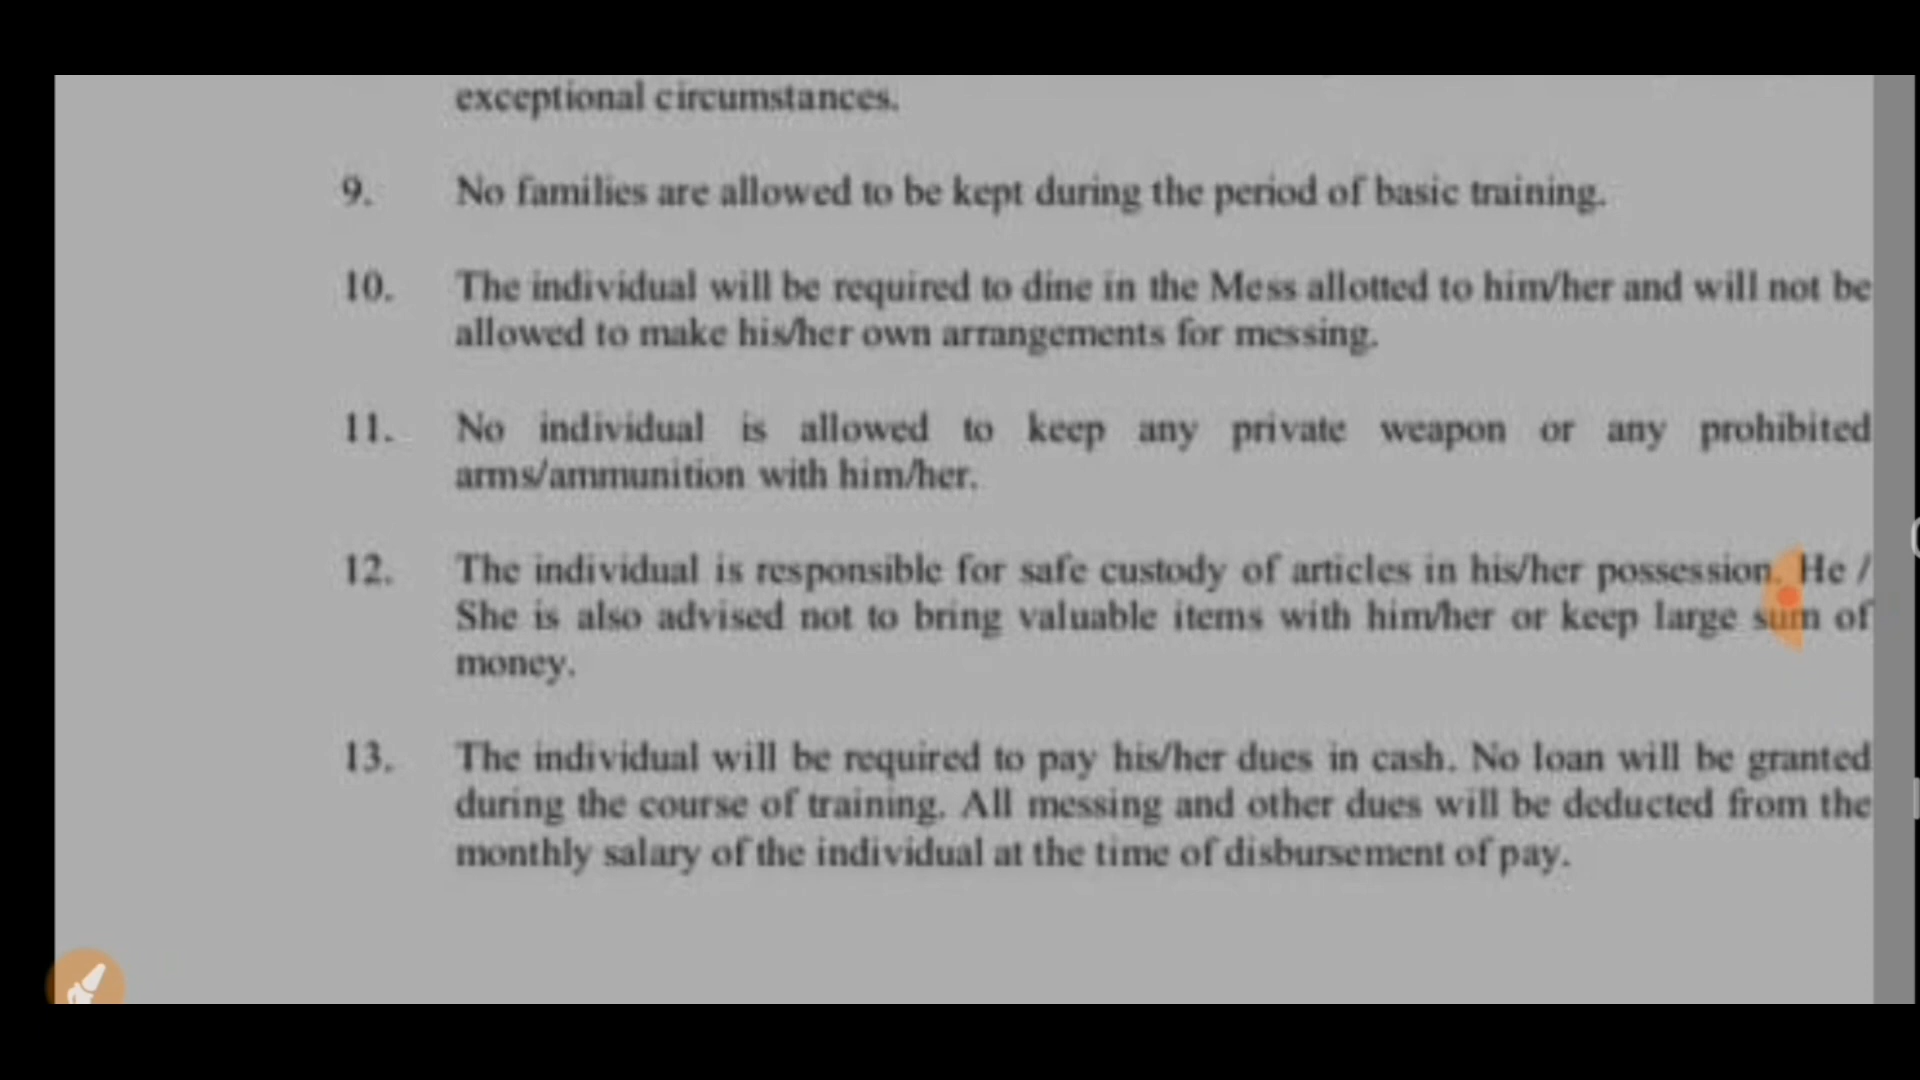 exceptional circumstances.
9. No families are allowed to be kept during the period of basic training.
10. The individual will be required to dine in the Mess allotted to him/her and will not be
allowed to make his/her own arrangements for messing.
11. No individual is allowed to keep any private weapon or any prohibited
arms/ammunition with him/her.
12. The individual is responsible for safe custody of articles in his/her possession. He /
She is also advised not to bring valuable items with him/her or keep large sum of
money.
13. The individual will be required to pay his/her dues in cash. No loan will be granted
during the course of training. All messing and other dues will be deducted from the
monthly salary of the individual at the time of disbursement of pay.